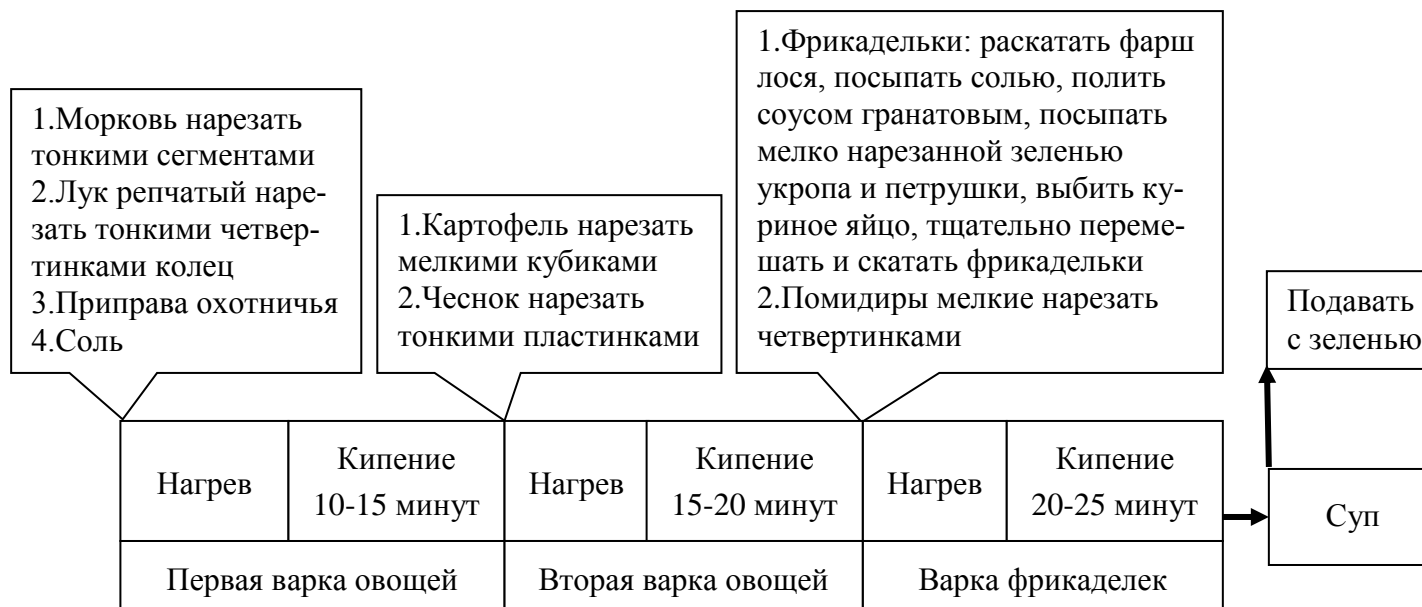 1.Морковь нарезать
тонкими сегментами
2.Лук репчатый наре-
зать тонкими четвер-
тинками колец
3.Приправа охотничья
4.Соль
1.Картофель нарезать
мелкими кубиками
2.Чеснок нарезать
тонкими пластинками
1.Фрикадельки: раскатать фарш
лося, посыпать солью, полить
соусом гранатовым, посыпать
мелко нарезанной зеленью
укропа и петрушки, выбить ку-
риное яйцо, тщательно переме-
шать и скатать фрикадельки
2.Помидиры мелкие нарезать
четвертинками
Подавать
с зеленью
Нагрев
Кипение
10-15 минут
Нагрев
Кипение
15-20 минут
Нагрев
Кипение
20-25 минут
Суп
Первая варка овощей
Вторая варка овощей
Варка фрикаделек